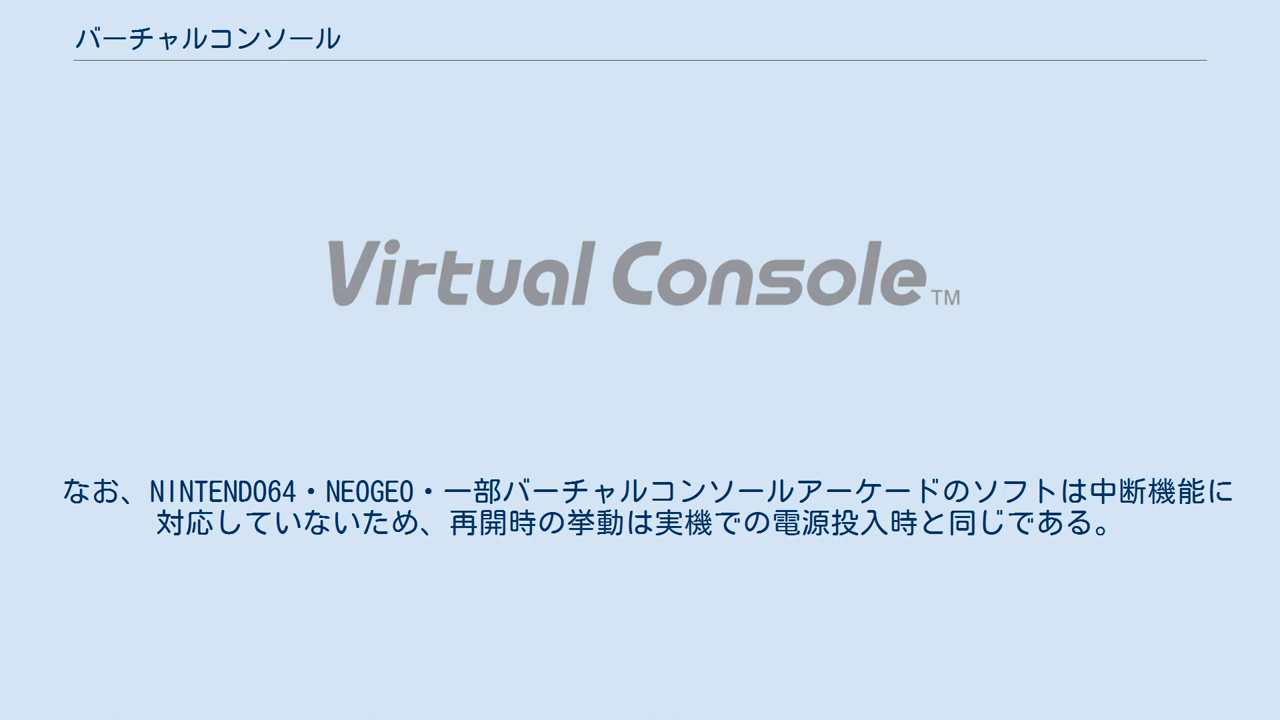 バーチャルコンソール
Virtual Console TM
なお、NINTENDO64・NEOGEO・一部バーチャルコンソールアーケードのソフトは中断機能に
対応していないため、再開時の挙動は実機での電源投入時と同じである。